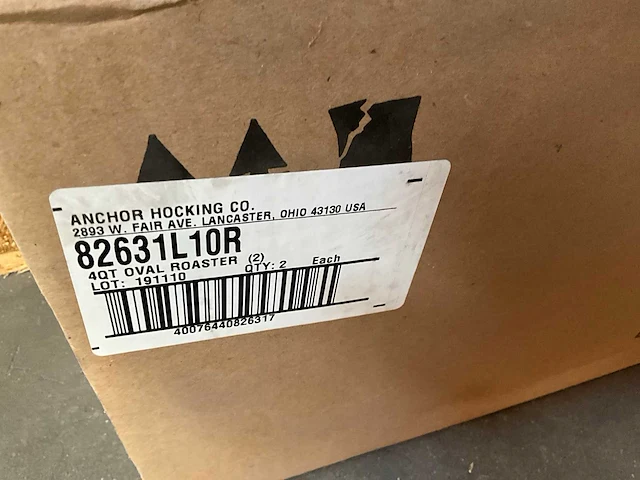 ANCHOR HOCKING CO.
2893 W. FAIR AVE. LANCASTER, OHIO 43130 USA
82631L10R
4QT OVAL ROASTER (2)
LOT: 191110 QTY: 2 Each
40076440826317